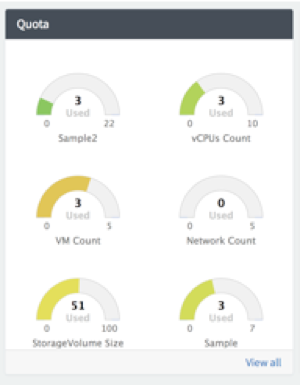 Quota
3 3
Used Used
0 22 0 10
Sample2 vCPUs Count
3 0
Used Used
0 5 0 5
VM Count Network Count
51 3
Used Used
0 100 0 7
StorageVolume Size Sample
View all